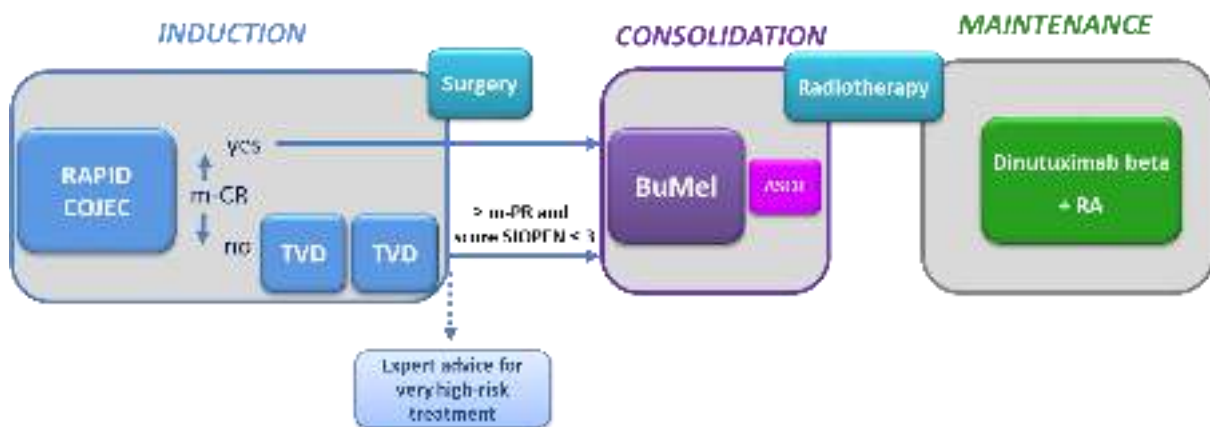 INDUCTION
CONSOLIDATION
MAINTENANCE
Surgery
Radiotherapy
RAPID
COJEC
yes
m-CR
no
TVD
TVD
> m-PR and
score SIOPEN ≤ 3
BuMel
ASCR
Dinutuximab beta
+ RA
Expert advice for
very high-risk
treatment